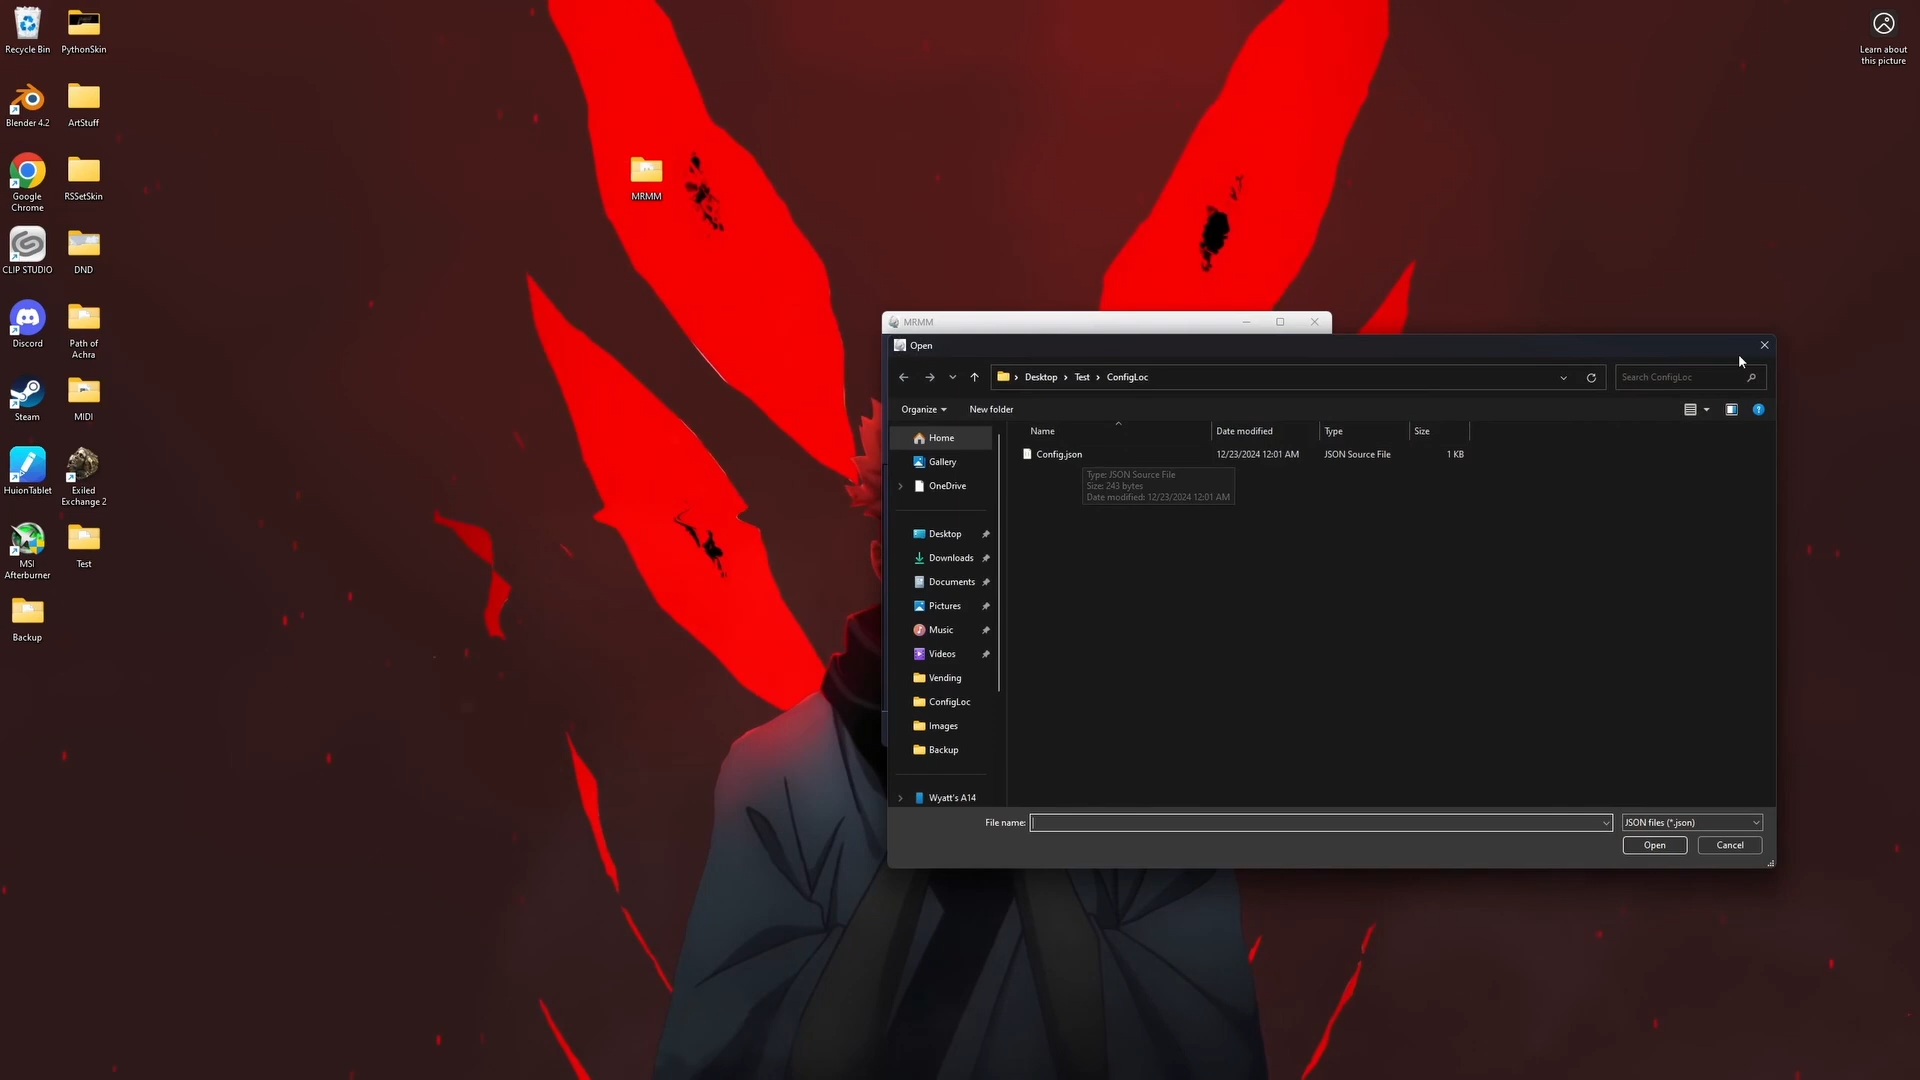 Recycle Bin
PythonSkin
Learn about
this picture
Blender 4.2
ArtStuff
Google
Chrome
RSSetSkin
MRMM
CLIP STUDIO
DND
Discord
Path of
Achra
Steam
MIDI
HuionTablet
Exiled
Exchange 2
MSI
Afterburner
Test
Backup
MRMM
Open
Desktop
Test
ConfigLoc
Search ConfigLoc
Organize
New folder
Name
Date modified
Type
Size
Config.json
12/23/2024 12:01 AM
JSON Source File
1 KB
Type: JSON Source File
Size: 243 bytes
Date modified: 12/23/2024 12:01 AM
Home
Gallery
OneDrive
Desktop
Downloads
Documents
Pictures
Music
Videos
Vending
ConfigLoc
Images
Backup
Wyatt's A14
File name:
JSON files (*.json)
Open
Cancel